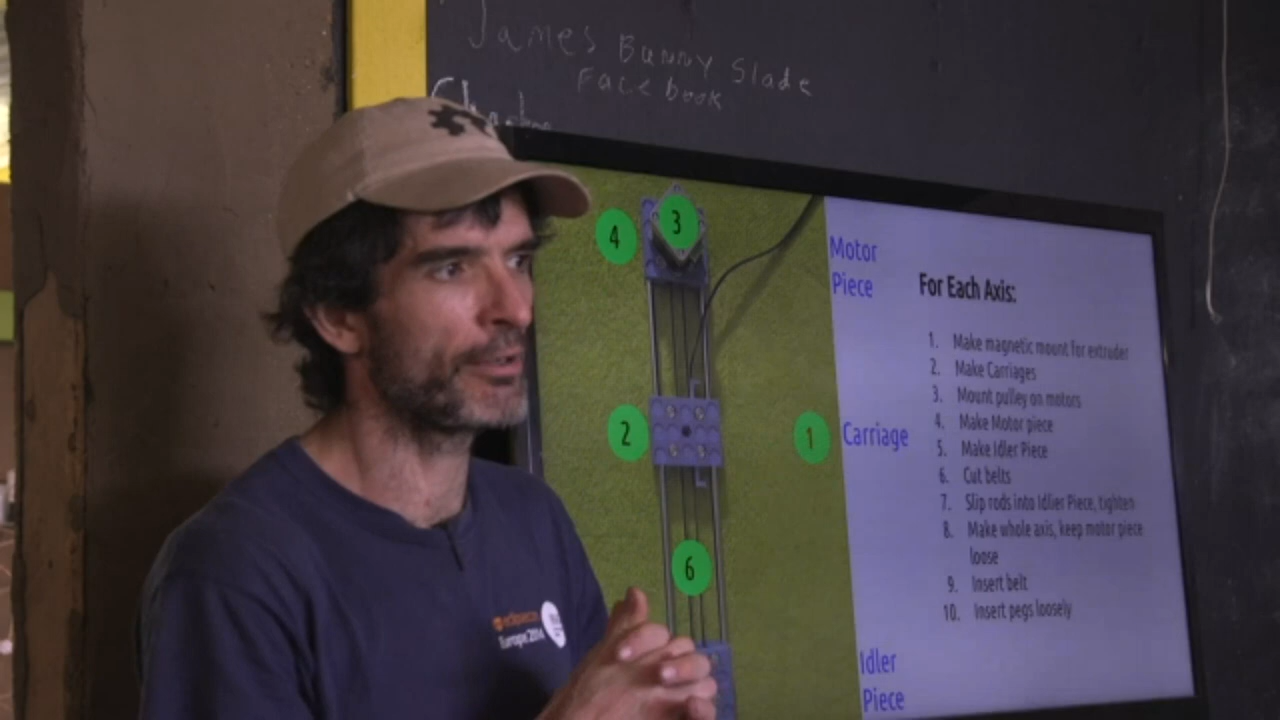 James Bunny Slade
Facebook
4
3
2
1
6
Motor
Piece
Carriage
Idler
Piece
For Each Axis:
1. Make magnetic mount for extruder
2. Make Carriages
3. Mount pulley on motors
4. Make Motor piece
5. Make Idler Piece
6. Cut belts
7. Slip rods into Idlier Piece, tighten
8. Make whole axis, keep motor piece
loose
9. Insert belt
10. Insert pegs loosely
Europe 2014